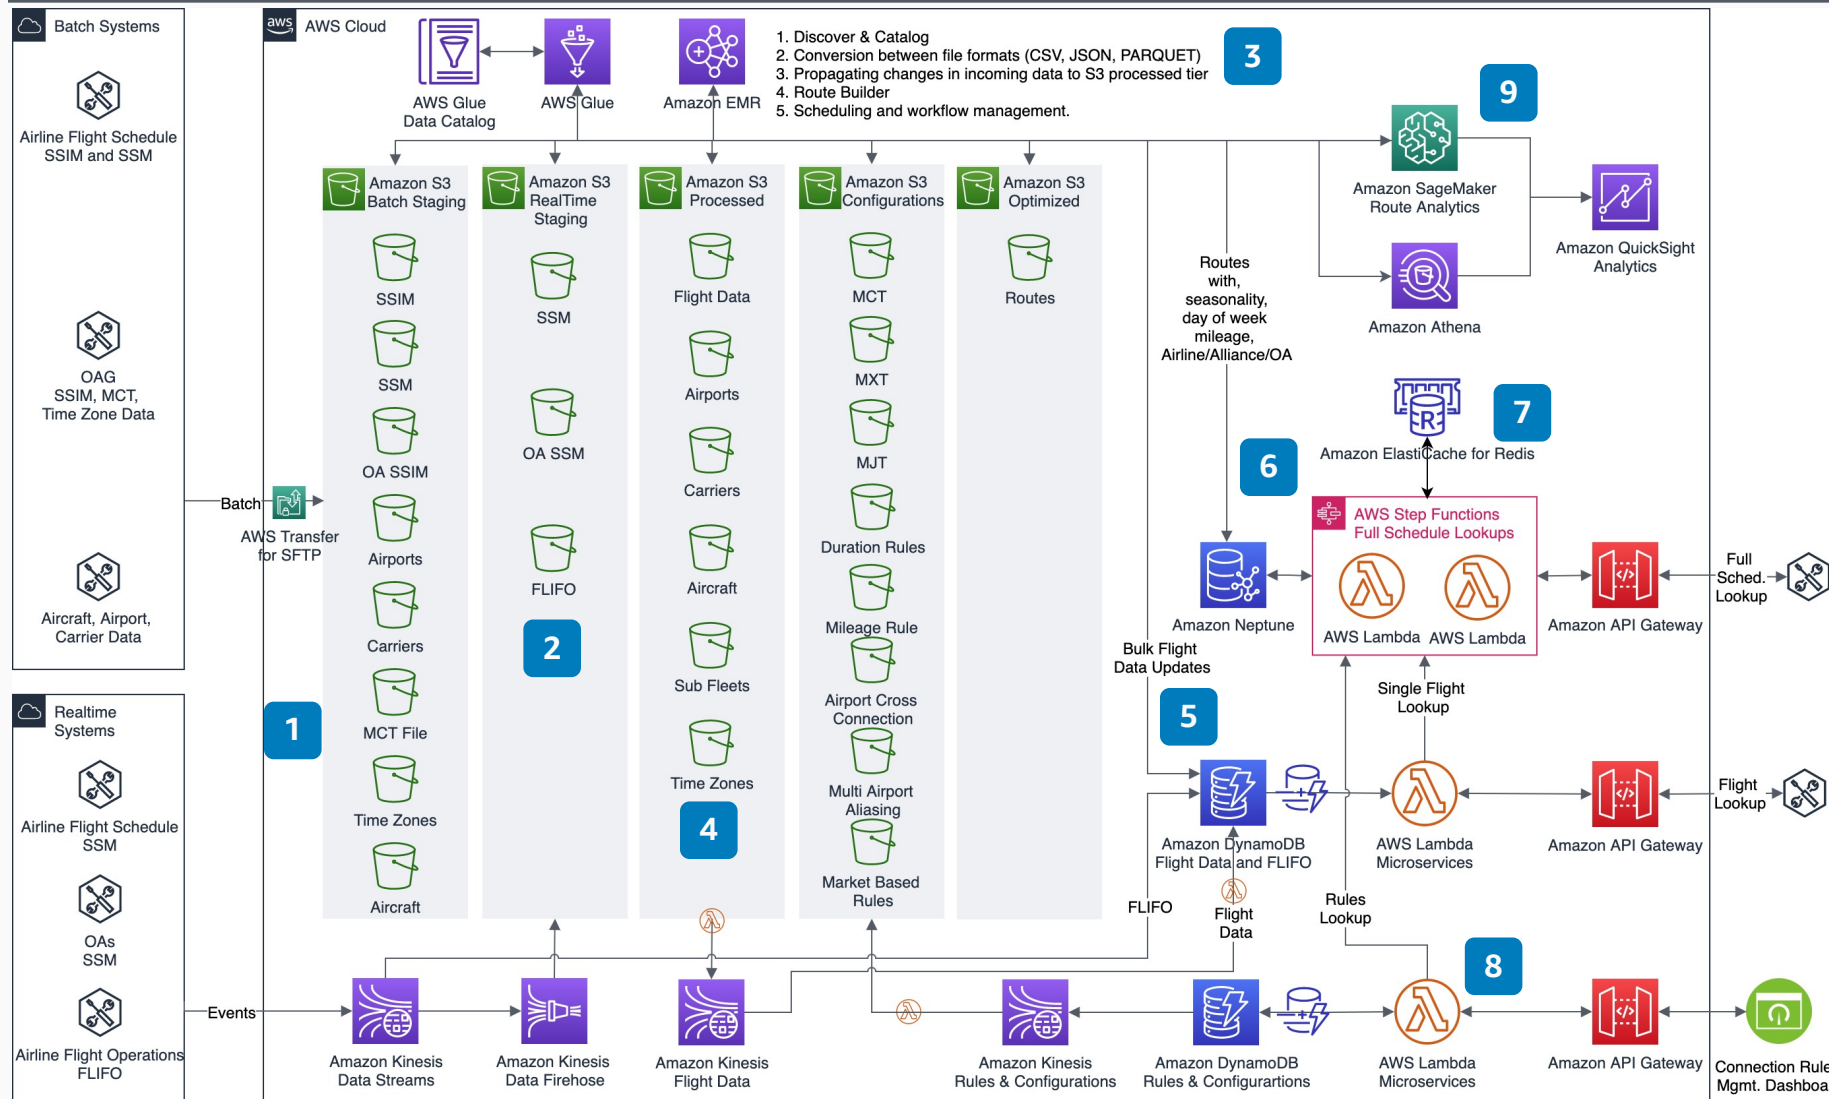 Batch Systems
Airline Flight Schedule
SSIM and SSM
OAG
SSIM, MCT,
Time Zone Data
Aircraft, Airport,
Carrier Data
Realtime
Systems
Airline Flight Schedule
SSM
OAs
SSM
Airline Flight Operations
FLIFO
Batch
Events
aws
AWS Cloud
AWS Transfer
for SFTP
AWS Glue
Data Catalog
AWS Glue
Amazon EMR
1. Discover & Catalog
2. Conversion between file formats (CSV, JSON, PARQUET)
3. Propagating changes in incoming data to S3 processed tier
4. Route Builder
5. Scheduling and workflow management.
3
Amazon S3
Batch Staging
SSIM
SSM
OA SSIM
Airports
Carriers
MCT File
Time Zones
Aircraft
1
Amazon S3
RealTime
Staging
SSM
OA SSM
FLIFO
2
Amazon S3
Processed
Flight Data
Airports
Carriers
Aircraft
Sub Fleets
Time Zones
4
Amazon S3
Configurations
MCT
MXT
MJT
Duration Rules
Mileage Rule
Airport Cross
Connection
Multi Airport
Aliasing
Market Based
Rules
Amazon S3
Optimized
Routes
9
Amazon SageMaker
Route Analytics
Amazon Athena
Amazon QuickSight
Analytics
Routes
with,
seasonality,
day of week
mileage,
Airline/Alliance/OA
R
7
Amazon ElastiCache for Redis
6
Amazon Neptune
AWS Step Functions
Full Schedule Lookups
AWS Lambda
AWS Lambda
Amazon API Gateway
Full
Sched.
Lookup
Bulk Flight
Data Updates
5
Single Flight
Lookup
Amazon DynamoDB
Flight Data and FLIFO
AWS Lambda
Microservices
Amazon API Gateway
Flight
Lookup
FLIFO
Flight
Data
Rules
Lookup
8
Amazon Kinesis
Data Streams
Amazon Kinesis
Data Firehose
Amazon Kinesis
Flight Data
Amazon Kinesis
Rules & Configurations
Amazon DynamoDB
Rules & Configurartions
AWS Lambda
Microservices
Amazon API Gateway
Connection Rule
Mgmt. Dashboa